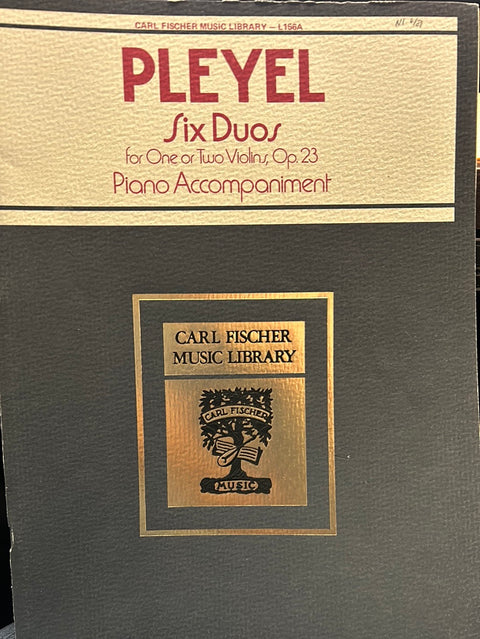 CARL FISCHER MUSIC LIBRARY – L156A
PLEYEL
Six Duos
for One or Two Violins, Op. 23
Piano Accompaniment
CARL FISCHER
MUSIC LIBRARY
CARL FISCHER
MUSIC